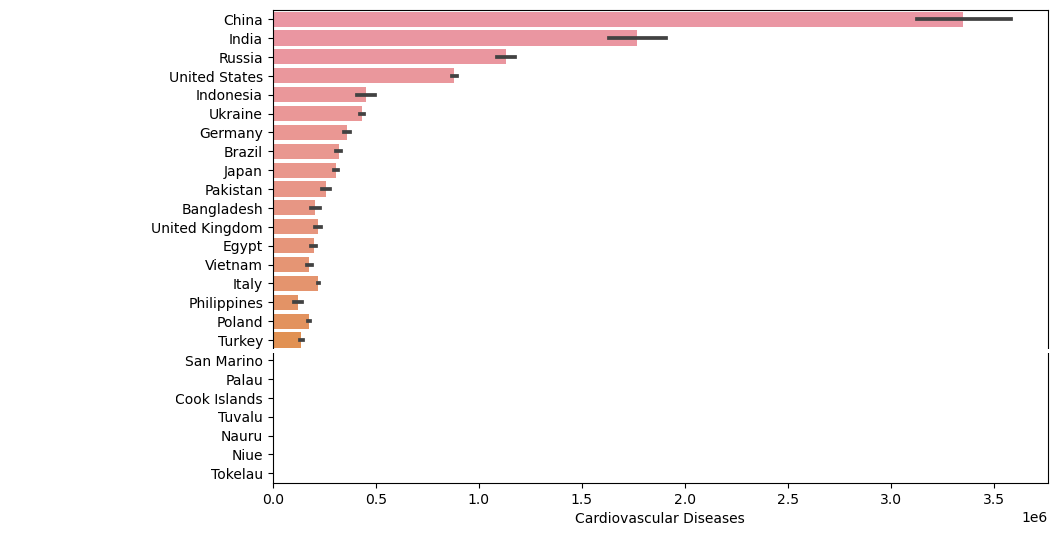 China
India
Russia
United States
Indonesia
Ukraine
Germany
Brazil
Japan
Pakistan
Bangladesh
United Kingdom
Egypt
Vietnam
Italy
Philippines
Poland
Turkey
San Marino
Palau
Cook Islands
Tuvalu
Nauru
Niue
Tokelau
0.0 0.5 1.0 1.5 2.0 2.5 3.0 3.5
Cardiovascular Diseases 1e6